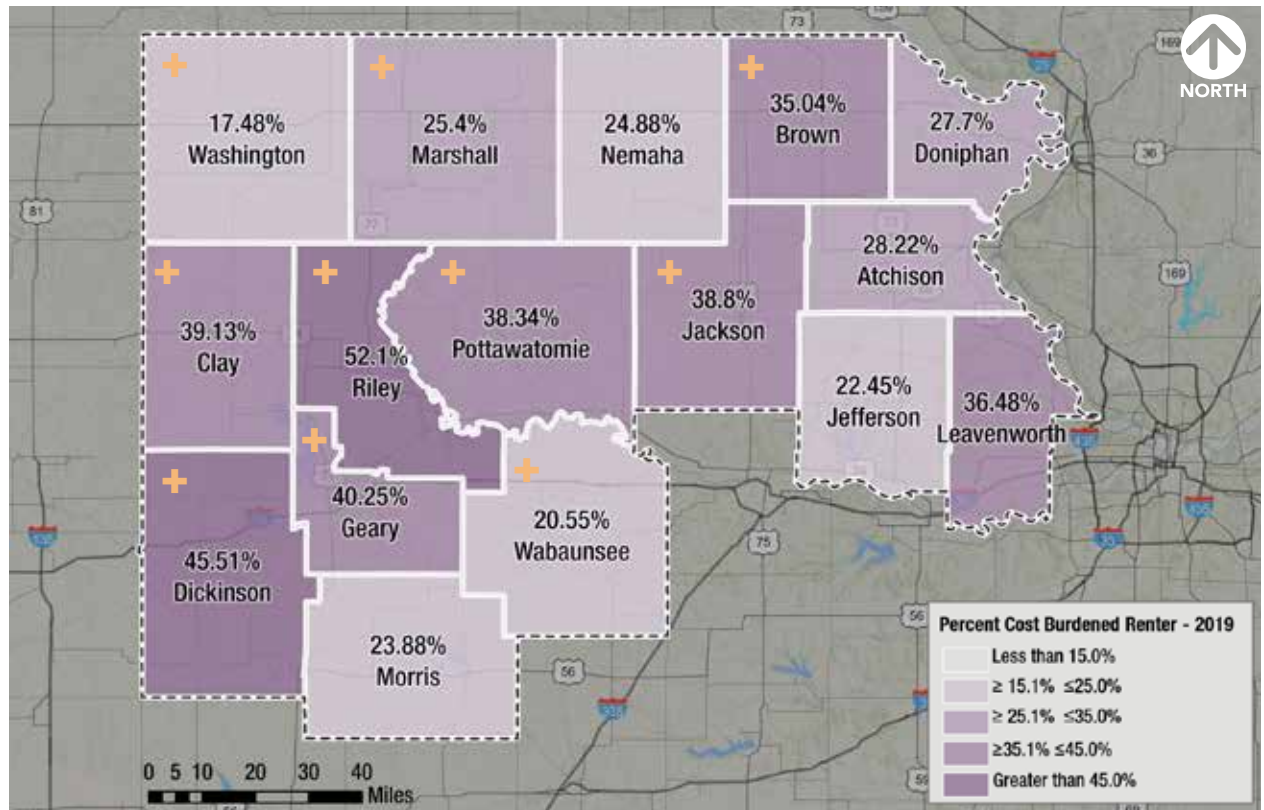 NORTH
73
169
36
81
77
73
169
75
56
56
17.48%
Washington
25.4%
Marshall
24.88%
Nemaha
35.04%
Brown
27.7%
Doniphan
28.22%
Atchison
39.13%
Clay
52.1%
Riley
38.34%
Pottawatomie
38.8%
Jackson
22.45%
Jefferson
36.48%
Leavenworth
45.51%
Dickinson
40.25%
Geary
20.55%
Wabaunsee
23.88%
Morris
Percent Cost Burdened Renter - 2019
Less than 15.0%
≥ 15.1% ≤25.0%
≥ 25.1% ≤35.0%
≥35.1% ≤45.0%
Greater than 45.0%
0 5 10 20 30 40
Miles